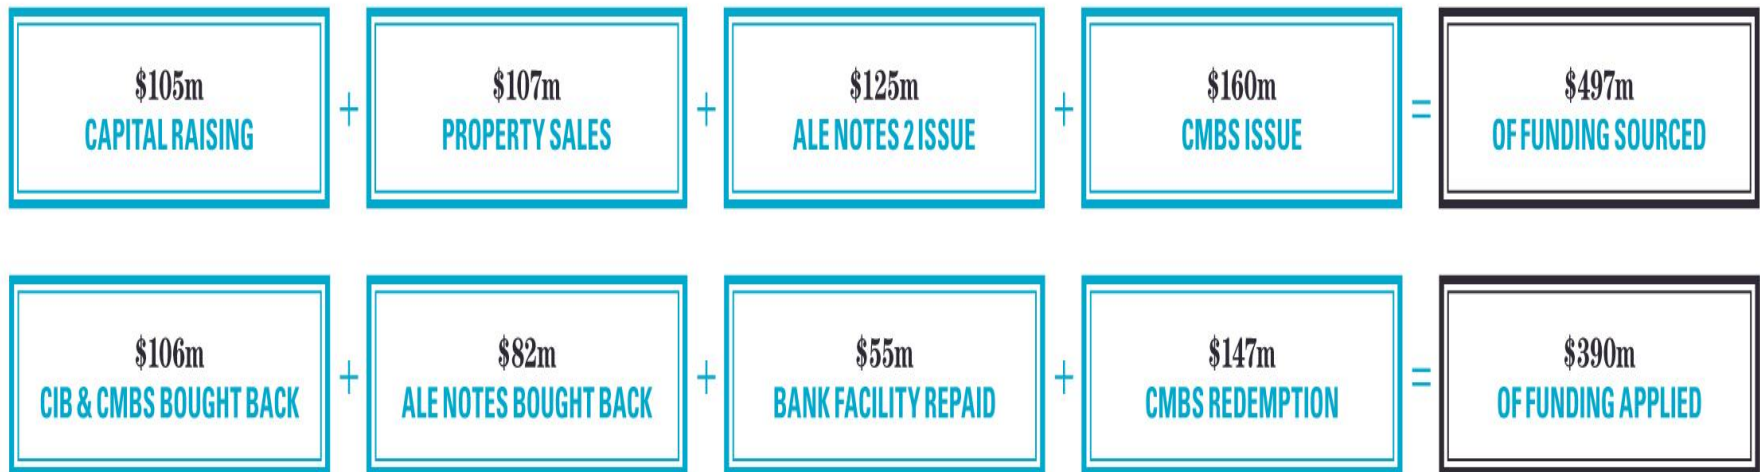 $105m
CAPITAL RAISING
+
$107m
PROPERTY SALES
+
$125m
ALE NOTES 2 ISSUE
+
$160m
CMBS ISSUE
=
$497m
OF FUNDING SOURCED
$106m
CIB & CMBS BOUGHT BACK
+
$82m
ALE NOTES BOUGHT BACK
+
$55m
BANK FACILITY REPAID
+
$147m
CMBS REDEMPTION
=
$390m
OF FUNDING APPLIED